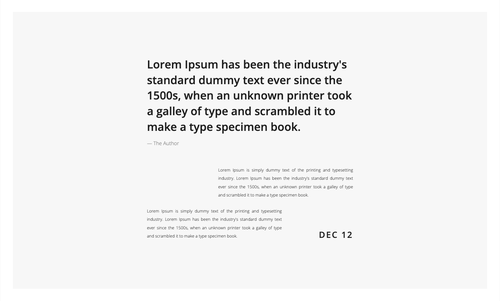 Lorem Ipsum has been the industry's
standard dummy text ever since the
1500s, when an unknown printer took
a galley of type and scrambled it to
make a type specimen book.
— The Author
Lorem Ipsum is simply dummy text of the printing and typesetting
industry. Lorem Ipsum has been the industry's standard dummy text
ever since the 1500s, when an unknown printer took a galley of type
and scrambled it to make a type specimen book.
Lorem Ipsum is simply dummy text of the printing and typesetting
industry. Lorem Ipsum has been the industry's standard dummy text
ever since the 1500s, when an unknown printer took a galley of type
and scrambled it to make a type specimen book.
DEC 12